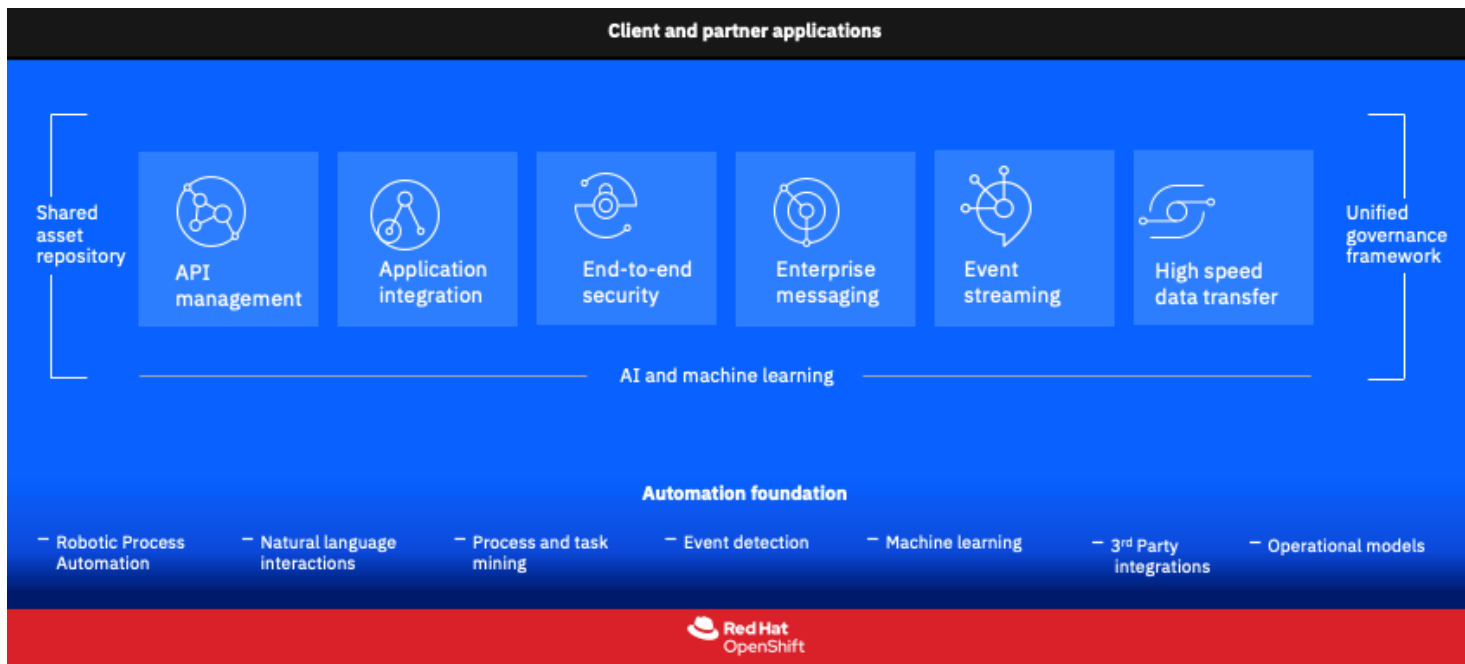 Client and partner applications
Shared
asset
repository
API
management
Application
integration
End-to-end
security
Enterprise
messaging
Event
streaming
High speed
data transfer
Unified
governance
framework
AI and machine learning
Automation foundation
– Robotic Process
Automation
– Natural language
interactions
– Process and task
mining
– Event detection
– Machine learning
– 3rd Party
integrations
– Operational models
Red Hat
OpenShift